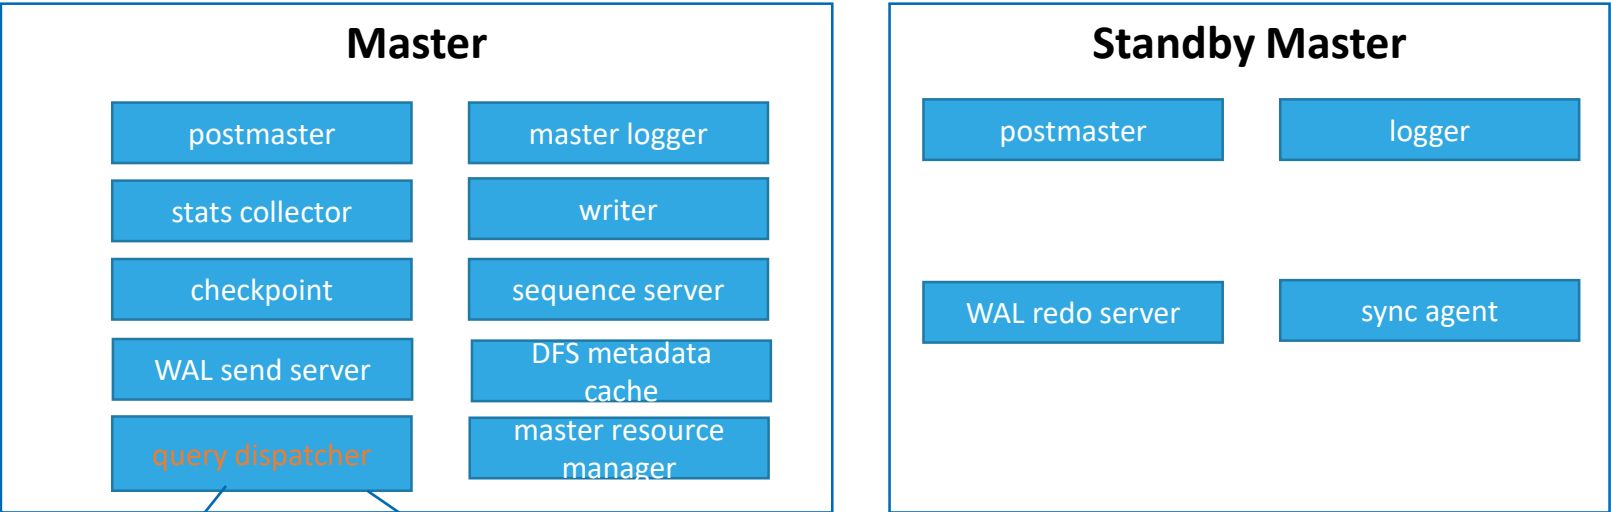 Master
postmaster
master logger
stats collector
writer
checkpoint
sequence server
WAL send server
DFS metadata
cache
query dispatcher
master resource
manager
Standby Master
postmaster
logger
WAL redo server
sync agent